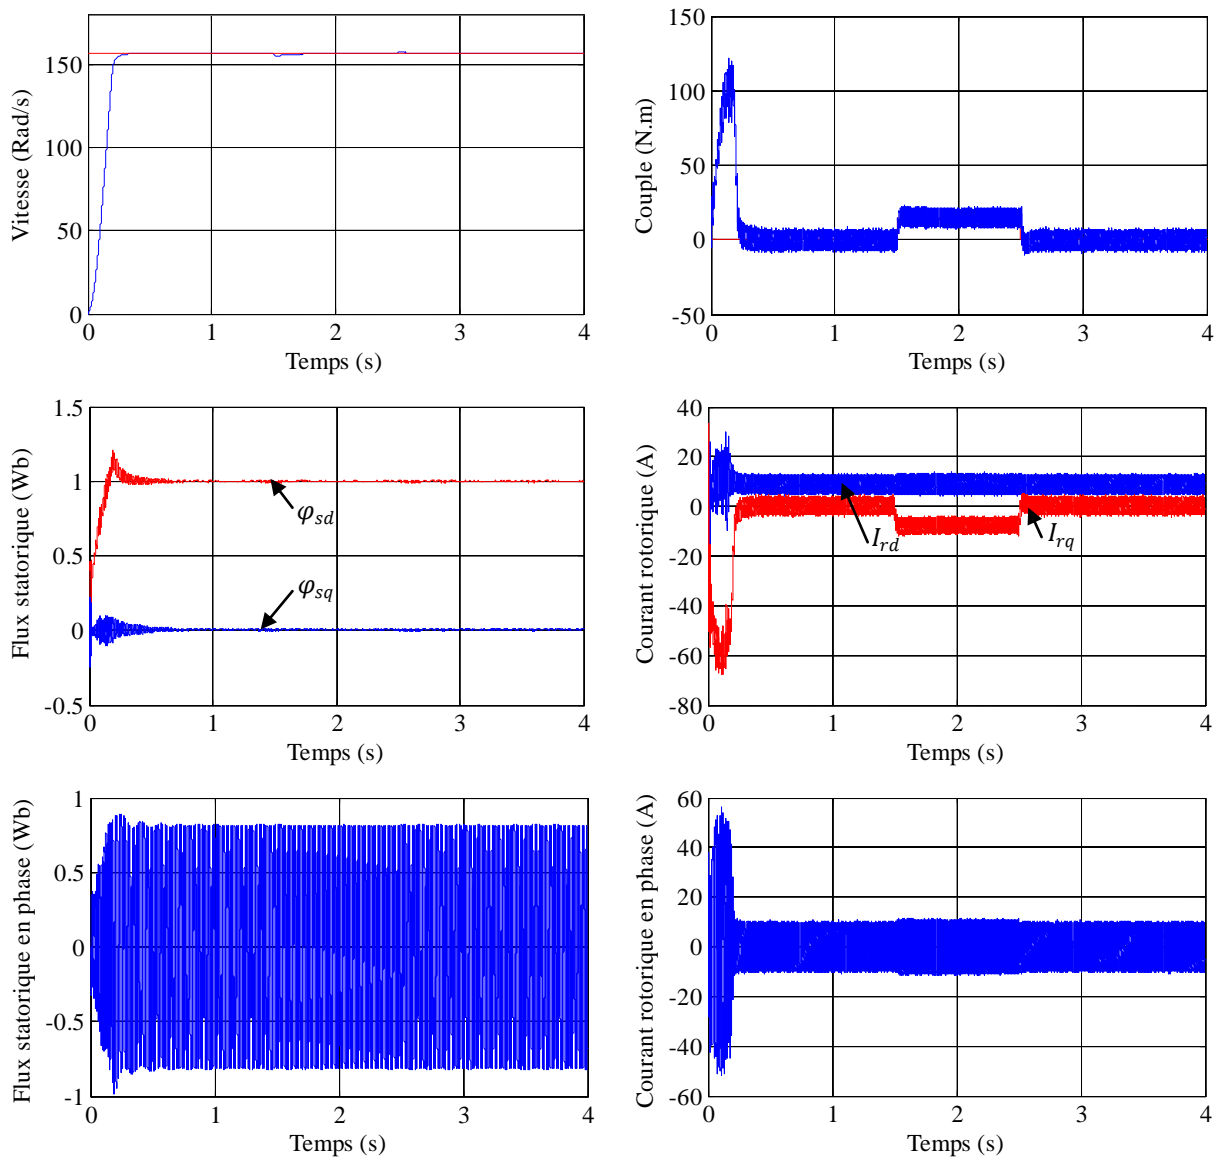 Vitesse (Rad/s)
150
100
50
0
0 1 2 3 4
Temps (s)
Couple (N.m)
150
100
50
0
-50
0 1 2 3 4
Temps (s)
Flux statorique (Wb)
1.5
1
0.5
0
-0.5
φsd
φsq
0 1 2 3 4
Temps (s)
Courant rotorique (A)
40
20
0
-20
-40
-60
-80
Ird
Irq
0 1 2 3 4
Temps (s)
Flux statorique en phase (Wb)
1
0.5
0
-0.5
-1
0 1 2 3 4
Temps (s)
Courant rotorique en phase (A)
60
40
20
0
-20
-40
-60
0 1 2 3 4
Temps (s)